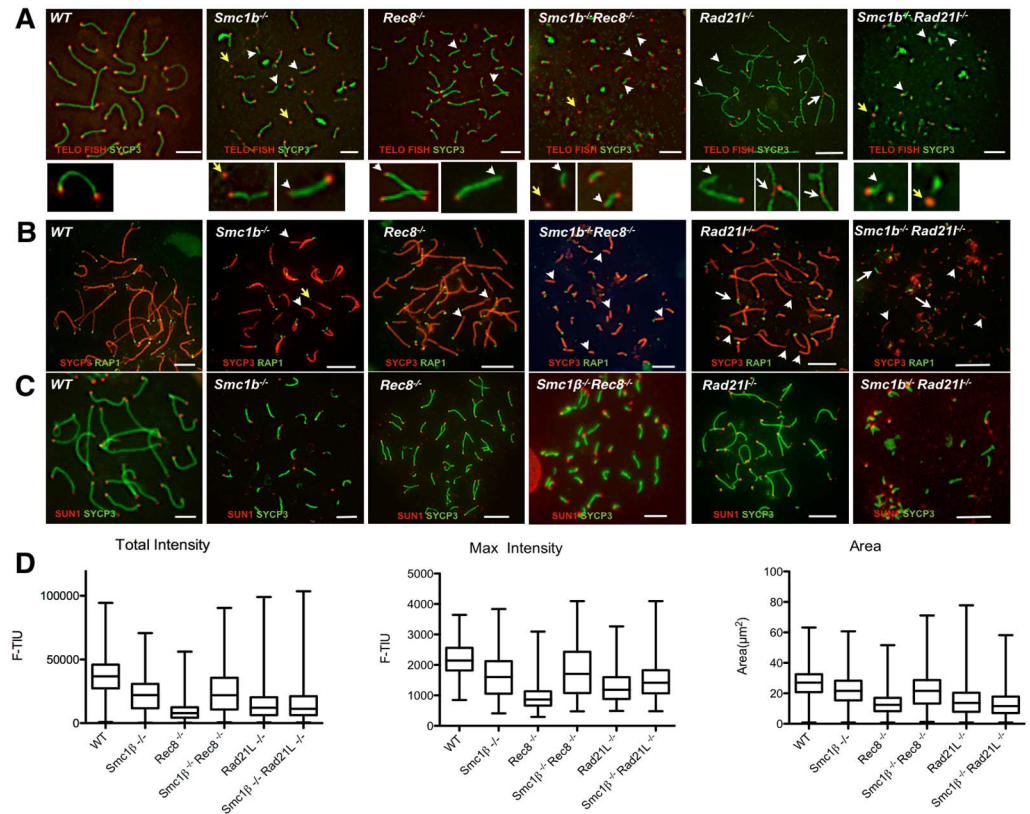 A
WT
Smc1b-/-
Rec8-/-
Smc1b-/-Rec8-/-
Rad21l-/-
Smc1b-/- Rad21l-/-
TELO FISH SYCP3
TELO FISH SYCP3
TELO FISH SYCP3
TELO FISH SYCP3
TELO FISH SYCP3
TELO FISH SYCP3
B
WT
Smc1b-/-
Rec8-/-
Smc1b-/-Rec8-/-
Rad21l-/-
Smc1b-/- Rad21l-/-
SYCP3 RAP1
SYCP3 RAP1
SYCP3 RAP1
SYCP3 RAP1
SYCP3 RAP1
SYCP3 RAP1
C
WT
Smc1b-/-
Rec8-/-
Smc1β-/-Rec8-/-
Rad21l-/-
Smc1b-/- Rad21l-/-
SUN1 SYCP3
SUN1 SYCP3
SUN1 SYCP3
SUN1 SYCP3
SUN1 SYCP3
SUN1 SYCP3
D
Total Intensity
F-TIU
100000
50000
0
WT
Smc1β -/-
Rec8 -/-
Smc1β -/- Rec8 -/-
Rad21L -/-
Smc1β -/- Rad21L -/-
Max Intensity
F-TIU
5000
4000
3000
2000
1000
0
WT
Smc1β -/-
Rec8 -/-
Smc1β -/- Rec8 -/-
Rad21L -/-
Smc1β -/- Rad21L -/-
Area
Area(µm²)
100
80
60
40
20
0
WT
Smc1β -/-
Rec8 -/-
Smc1β -/- Rec8 -/-
Rad21L -/-
Smc1β -/- Rad21L -/-